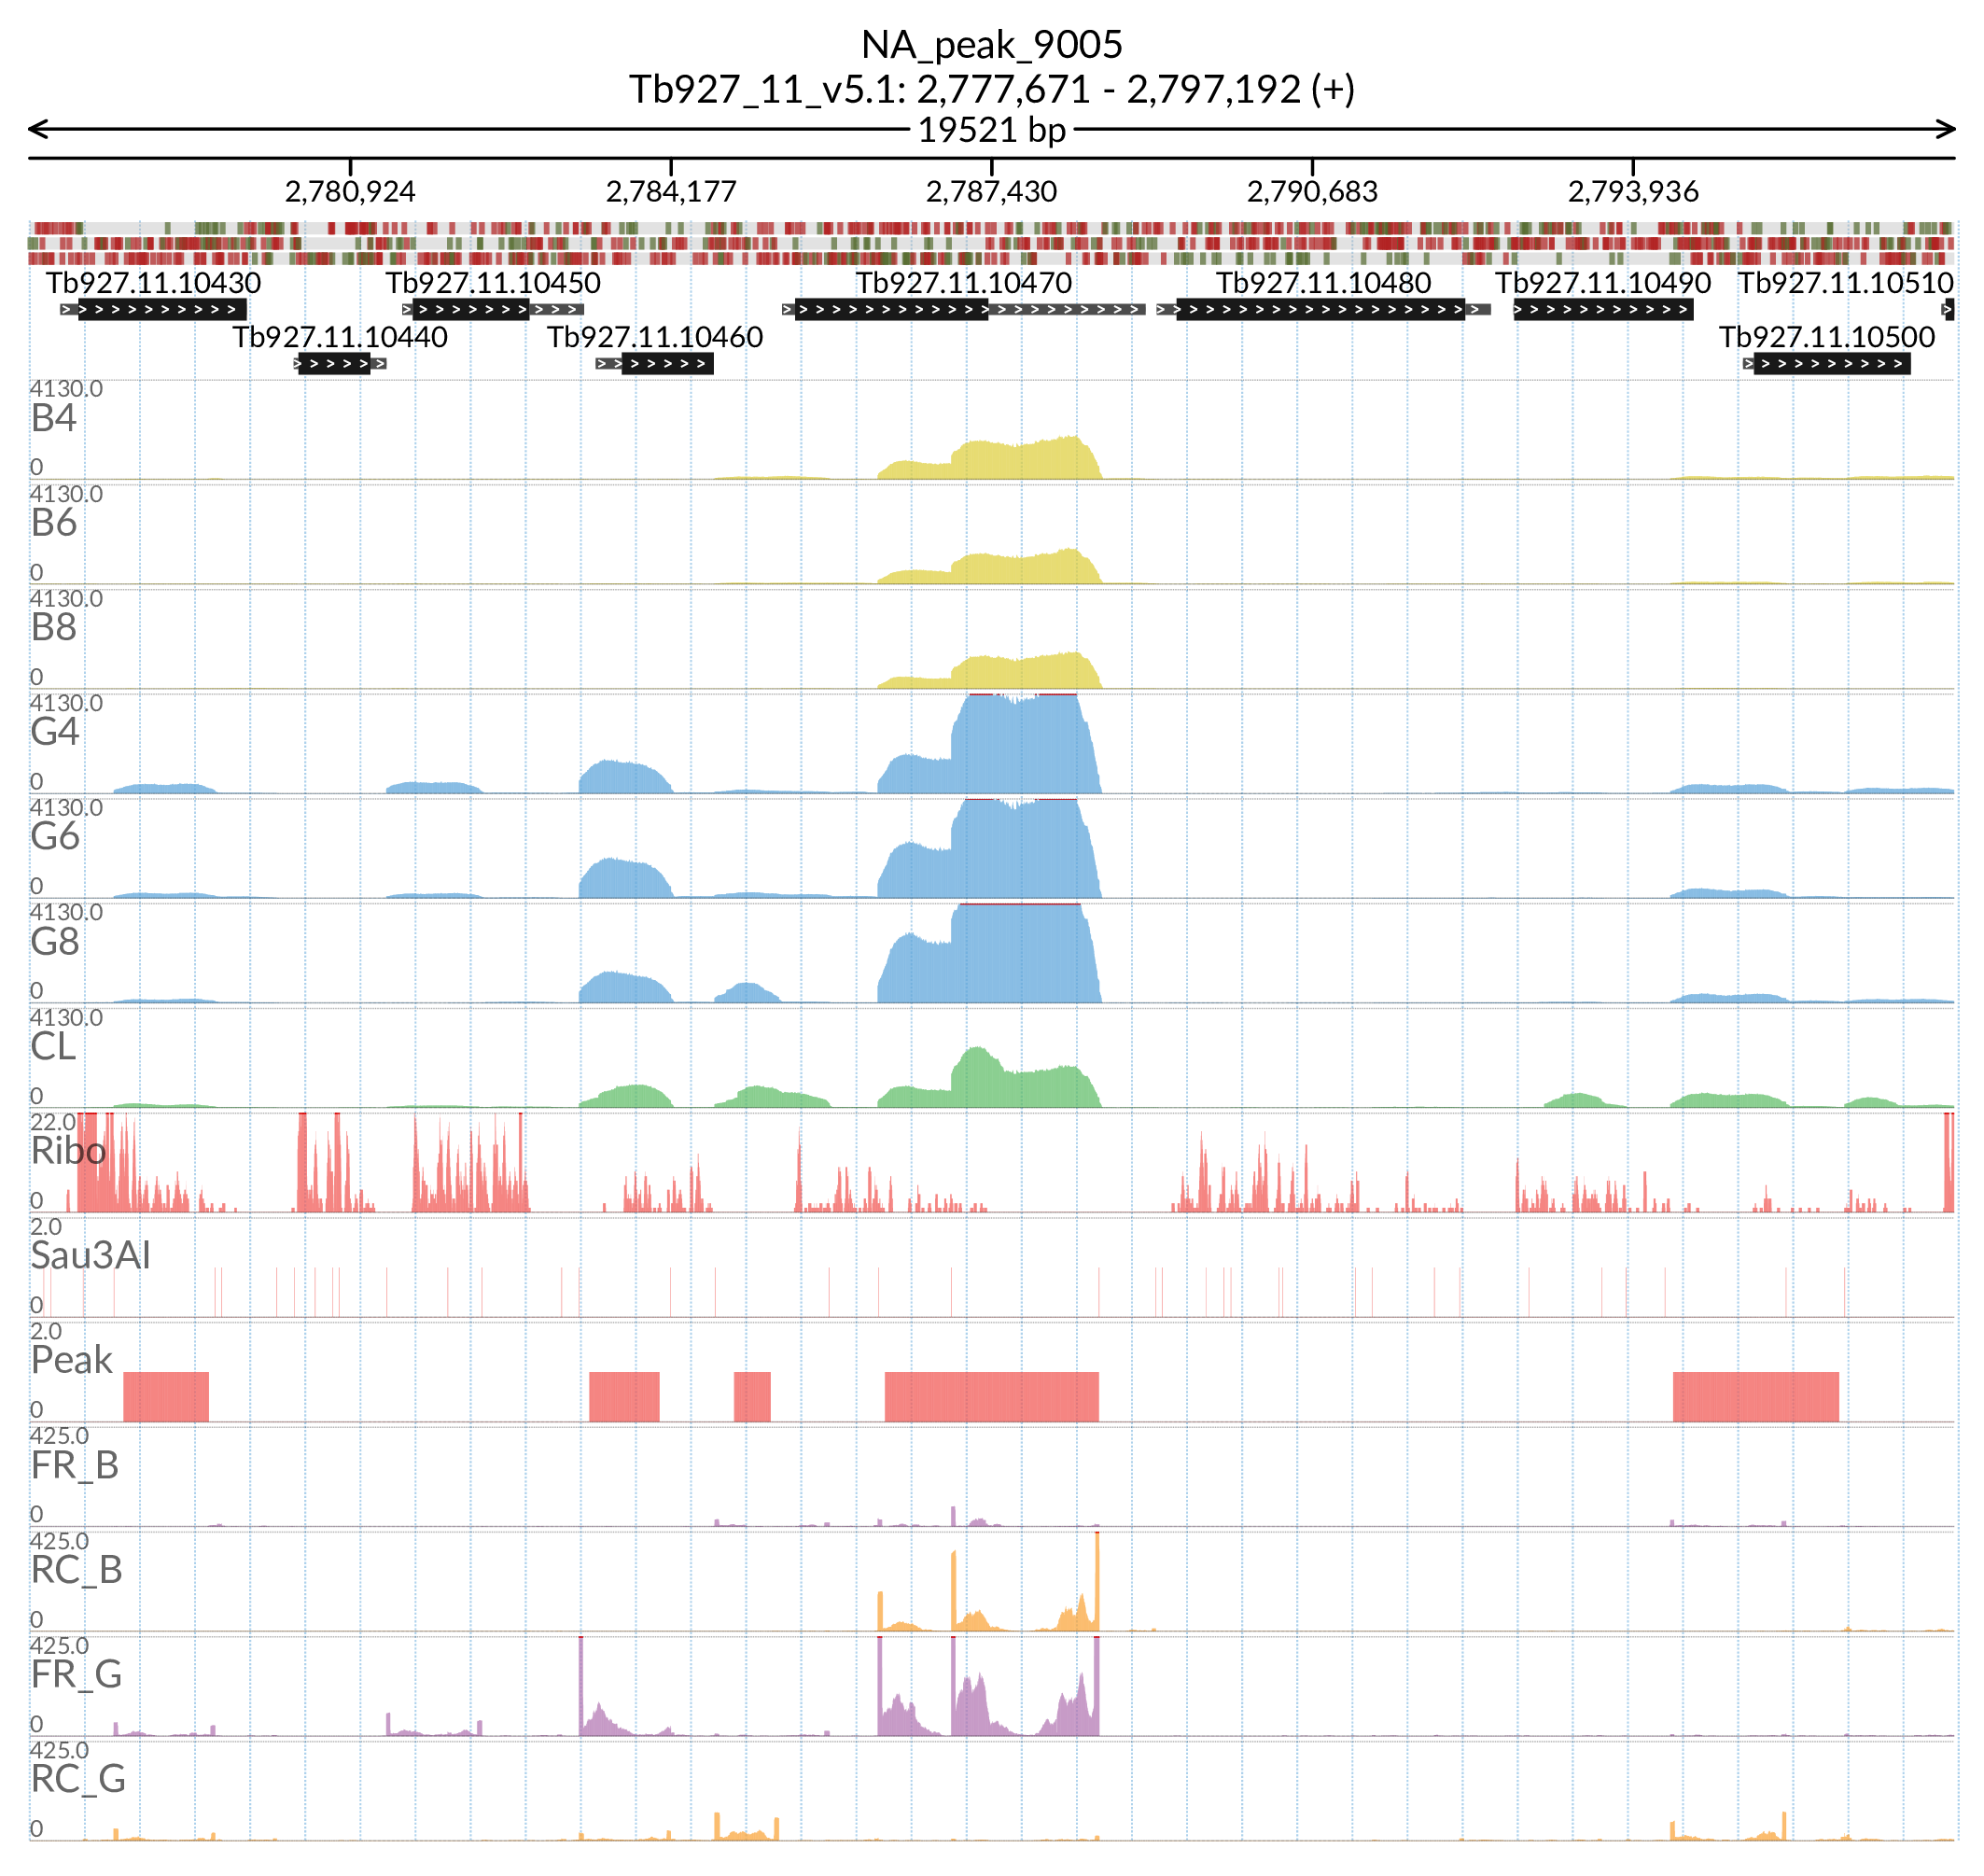 NA_peak_9005
Tb927_11_v5.1: 2,777,671 - 2,797,192 (+)
19521 bp
2,780,924 2,784,177 2,787,430 2,790,683 2,793,936
Tb927.11.10430 Tb927.11.10450 Tb927.11.10470 Tb927.11.10480 Tb927.11.10490 Tb927.11.10510
Tb927.11.10440 Tb927.11.10460 Tb927.11.10500
4130.0
B4
0
4130.0
B6
0
4130.0
B8
0
4130.0
G4
0
4130.0
G6
0
4130.0
G8
0
4130.0
CL
0
22.0
Ribo
0
2.0
Sau3AI
0
2.0
Peak
0
425.0
FR_B
0
425.0
RC_B
0
425.0
FR_G
0
425.0
RC_G
0